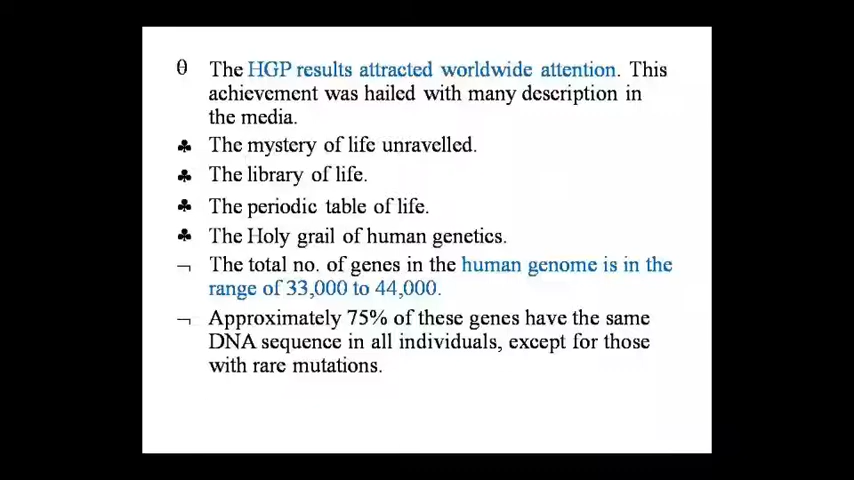 θ The HGP results attracted worldwide attention. This
achievement was hailed with many description in
the media.
♣ The mystery of life unravelled.
♣ The library of life.
♣ The periodic table of life.
♣ The Holy grail of human genetics.
¬ The total no. of genes in the human genome is in the
range of 33,000 to 44,000.
¬ Approximately 75% of these genes have the same
DNA sequence in all individuals, except for those
with rare mutations.